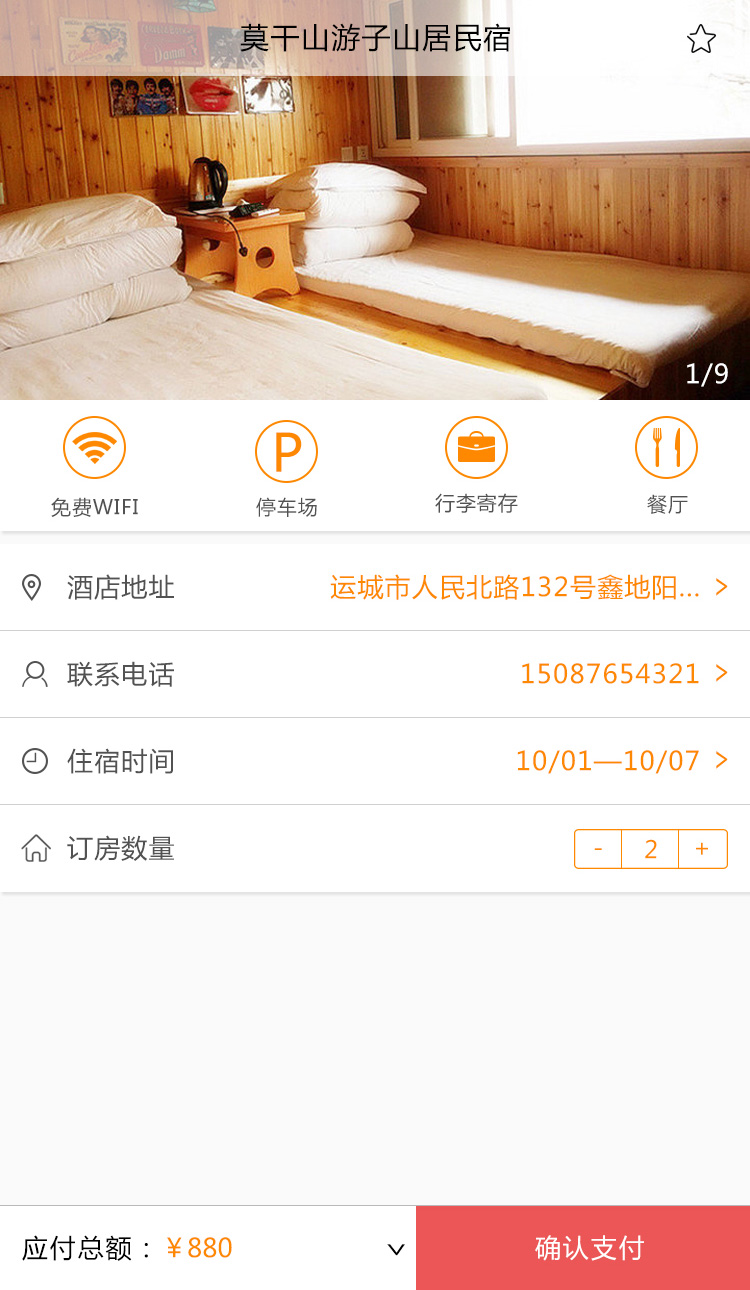 莫干山游子山居民宿
1/9
免费WIFI
P
停车场
行李寄存
餐厅
酒店地址
运城市人民北路132号鑫地阳... >
联系电话
15087654321 >
住宿时间
10/01—10/07 >
订房数量
- 2 +
应付总额：￥880
确认支付